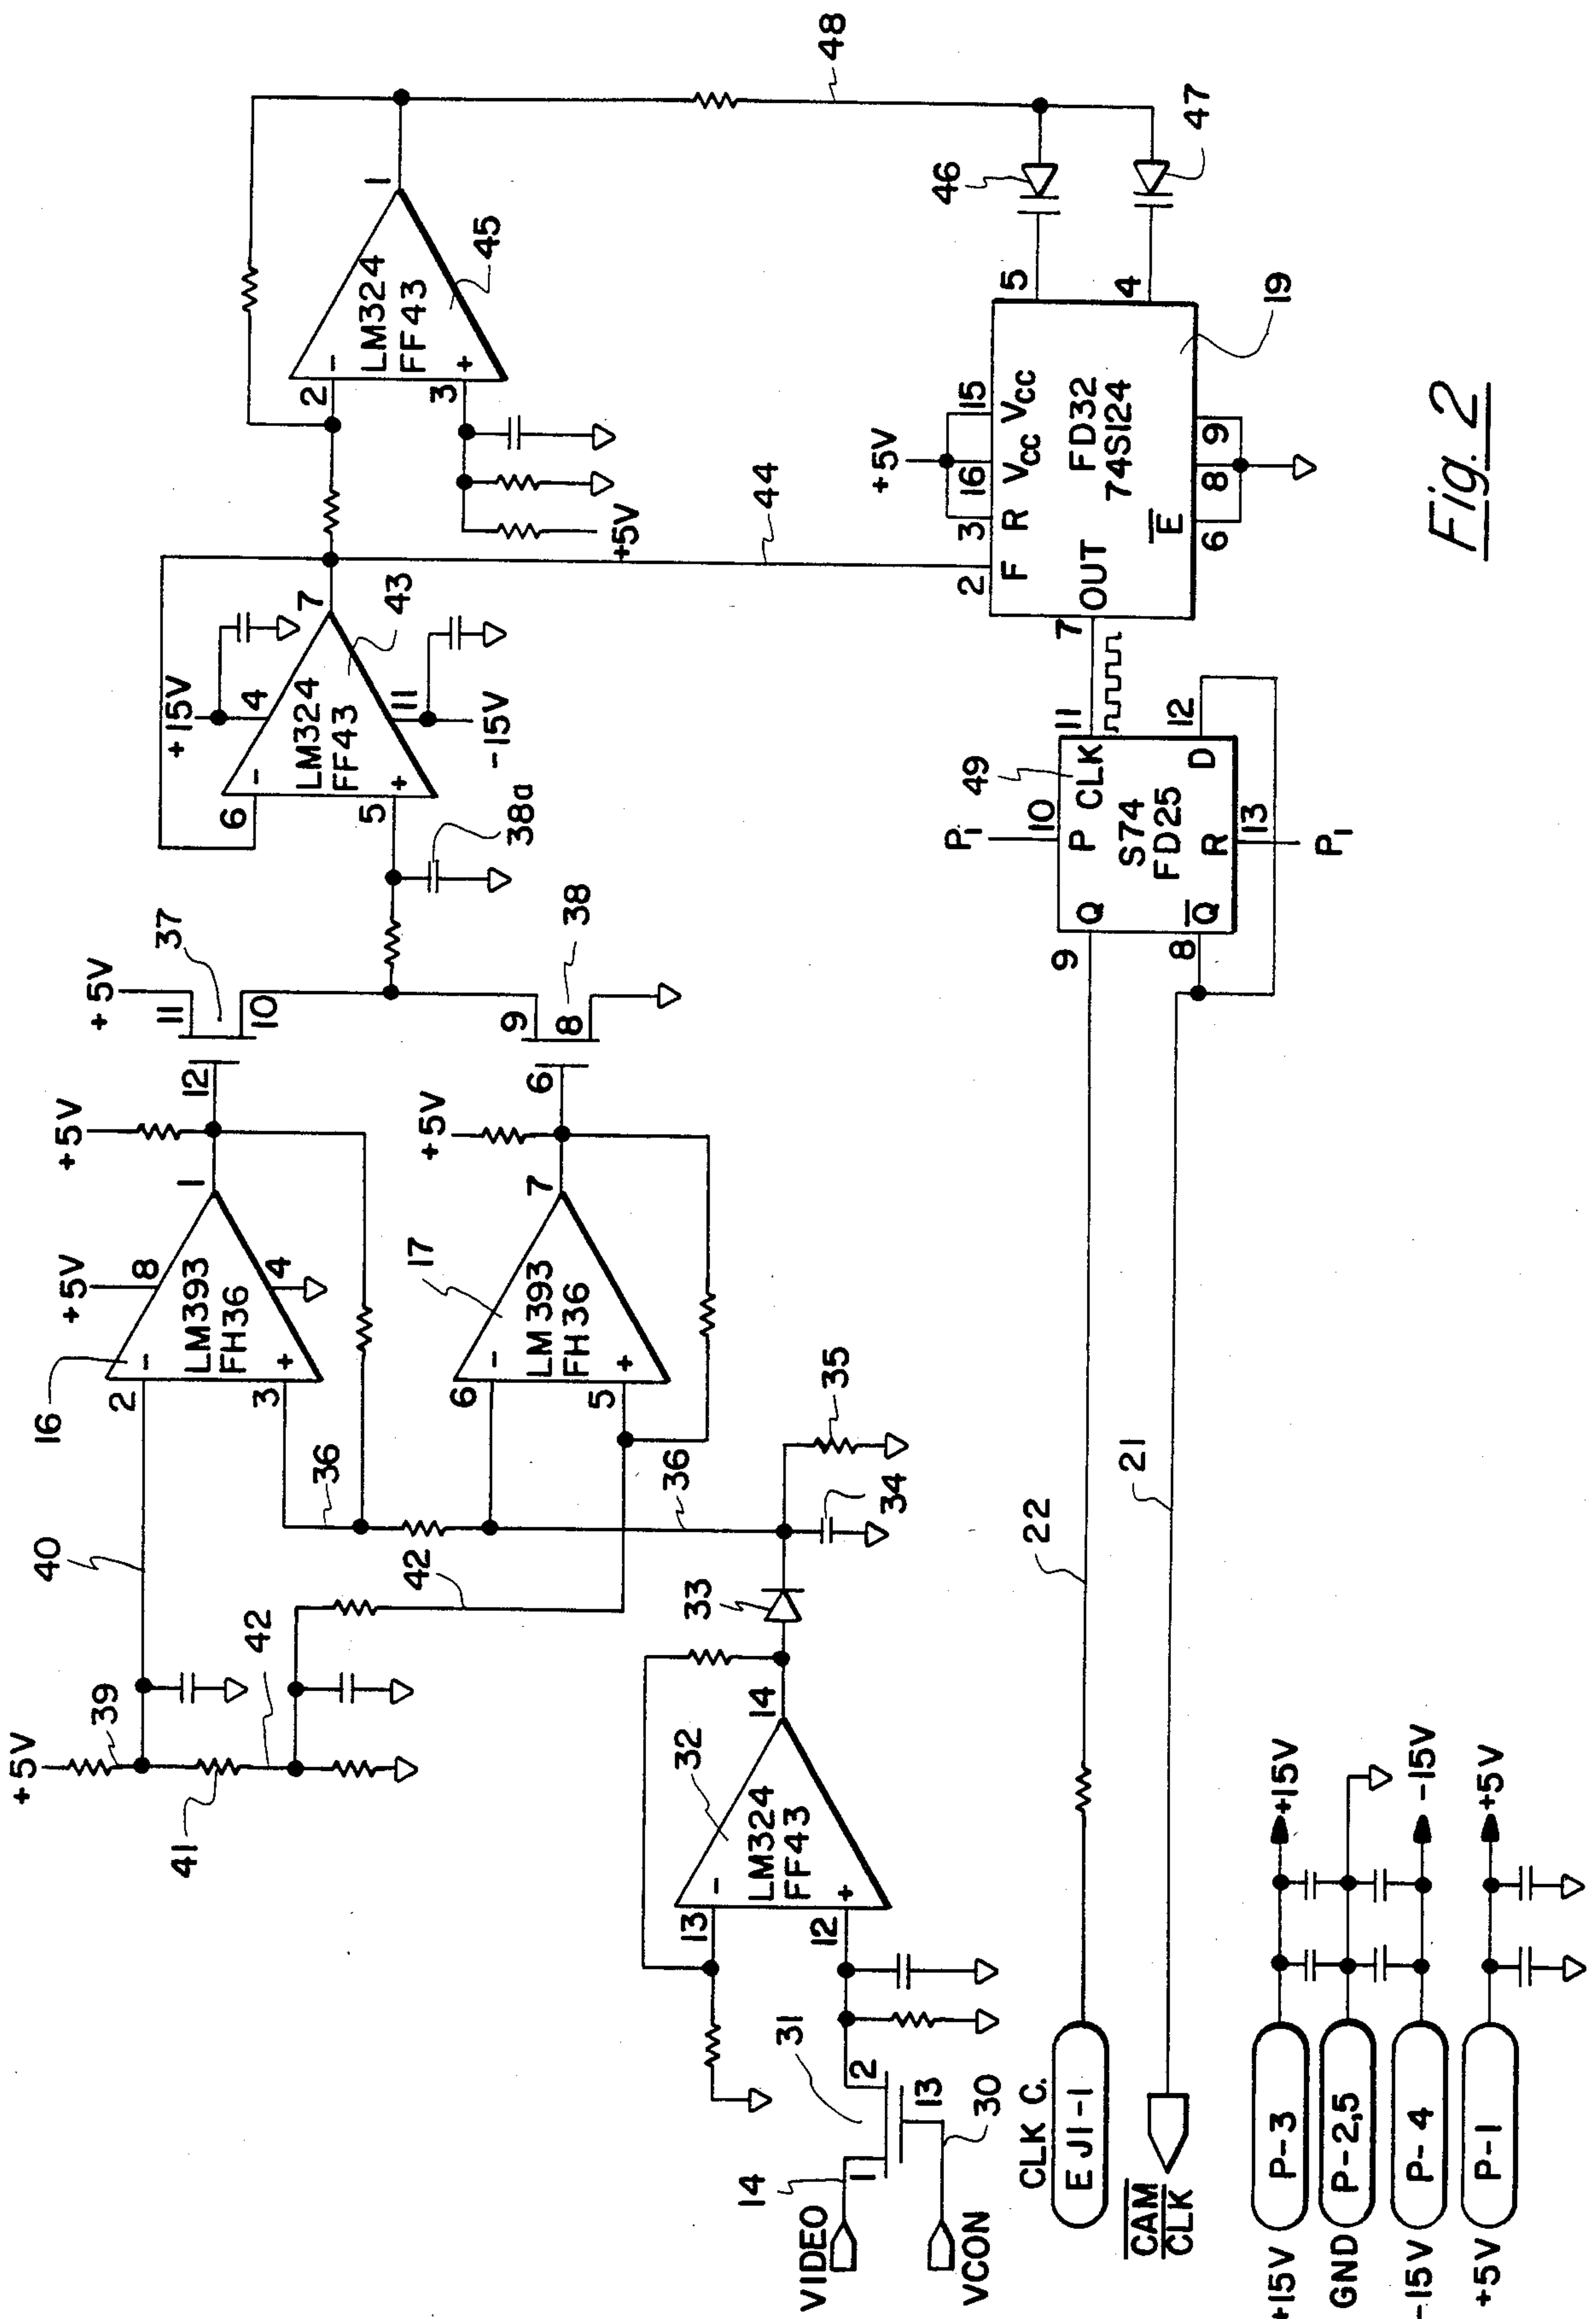 +5V
39
40
41
42
42
16
2
3
-
+
LM393
FH36
8
+5V
4
1
+5V
12
37
11
10
+5V
36
36
17
6
5
-
+
LM393
FH36
7
+5V
6
38
9
8
38a
6
5
-
+
LM324
FF43
+15V
4
11
-15V
7
43
44
2
3
-
+
LM324
FF43
1
45
+5V
48
46
47
VIDEO
14
1
2
31
13
30
VCON
13
12
-
+
LM324
FF43
32
14
33
34
35
CLK C.
EJ1-1
22
CAM
CLK
21
9
8
Q
Q
P1
10
P
S74
FD25
R
13
P1
49
CLK
D
11
12
7
OUT
2
F
3
R
16
VCC
15
VCC
+5V
FD32
74S124
E
6
8
9
5
4
19
+15V
P-3
+15V
GND
P-2,5
-15V
P-4
-15V
+5V
P-1
+5V
Fig. 2